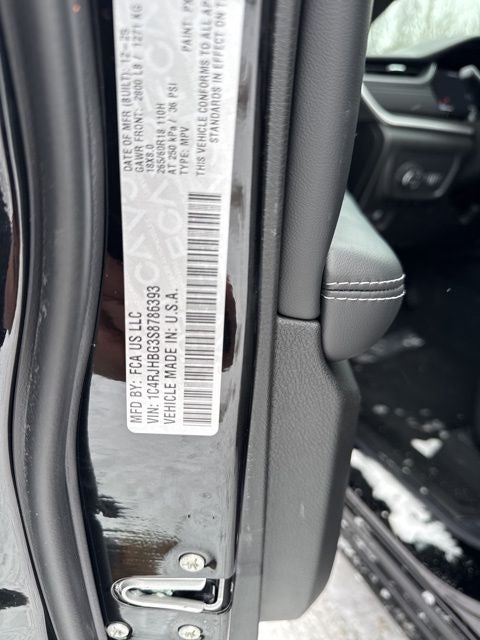 MFD BY: FCA US LLC
DATE OF MFR (BUILT): 12-25
GAWR FRONT: 2800 LB / 1271 KG
18X8.0
265/60R18 110H
AT 250 kPa / 36 PSI
TYPE: MPV PAINT: PX
THIS VEHICLE CONFORMS TO ALL AP
STANDARDS IN EFFECT ON T
VIN: 1C4RJHBG3S8786393
VEHICLE MADE IN: U.S.A.